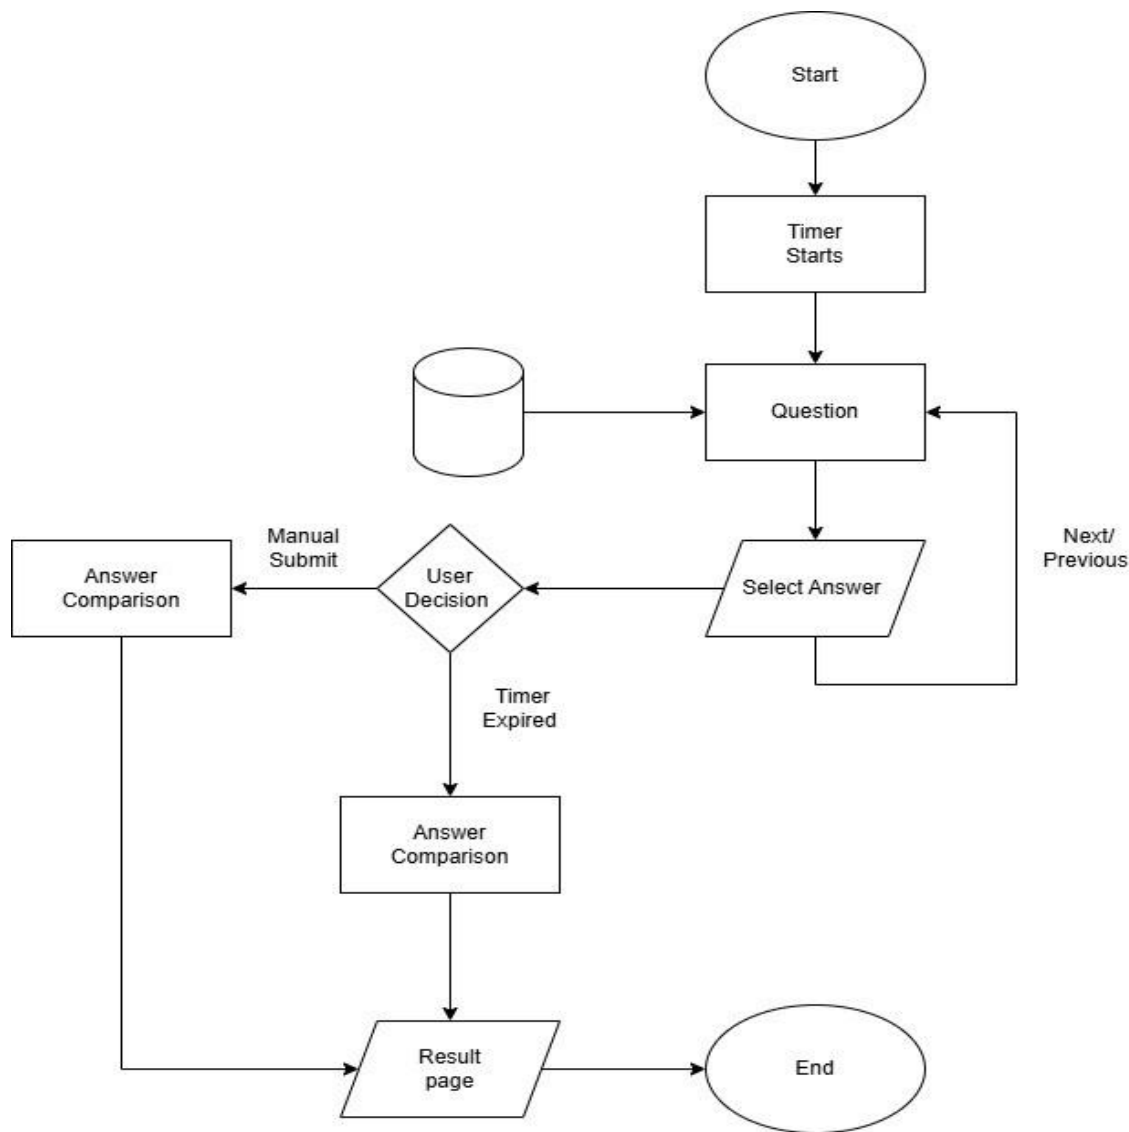 Start
Timer
Starts
Question
Next/
Previous
Select Answer
User
Decision
Manual
Submit
Answer
Comparison
Timer
Expired
Answer
Comparison
Result
page
End